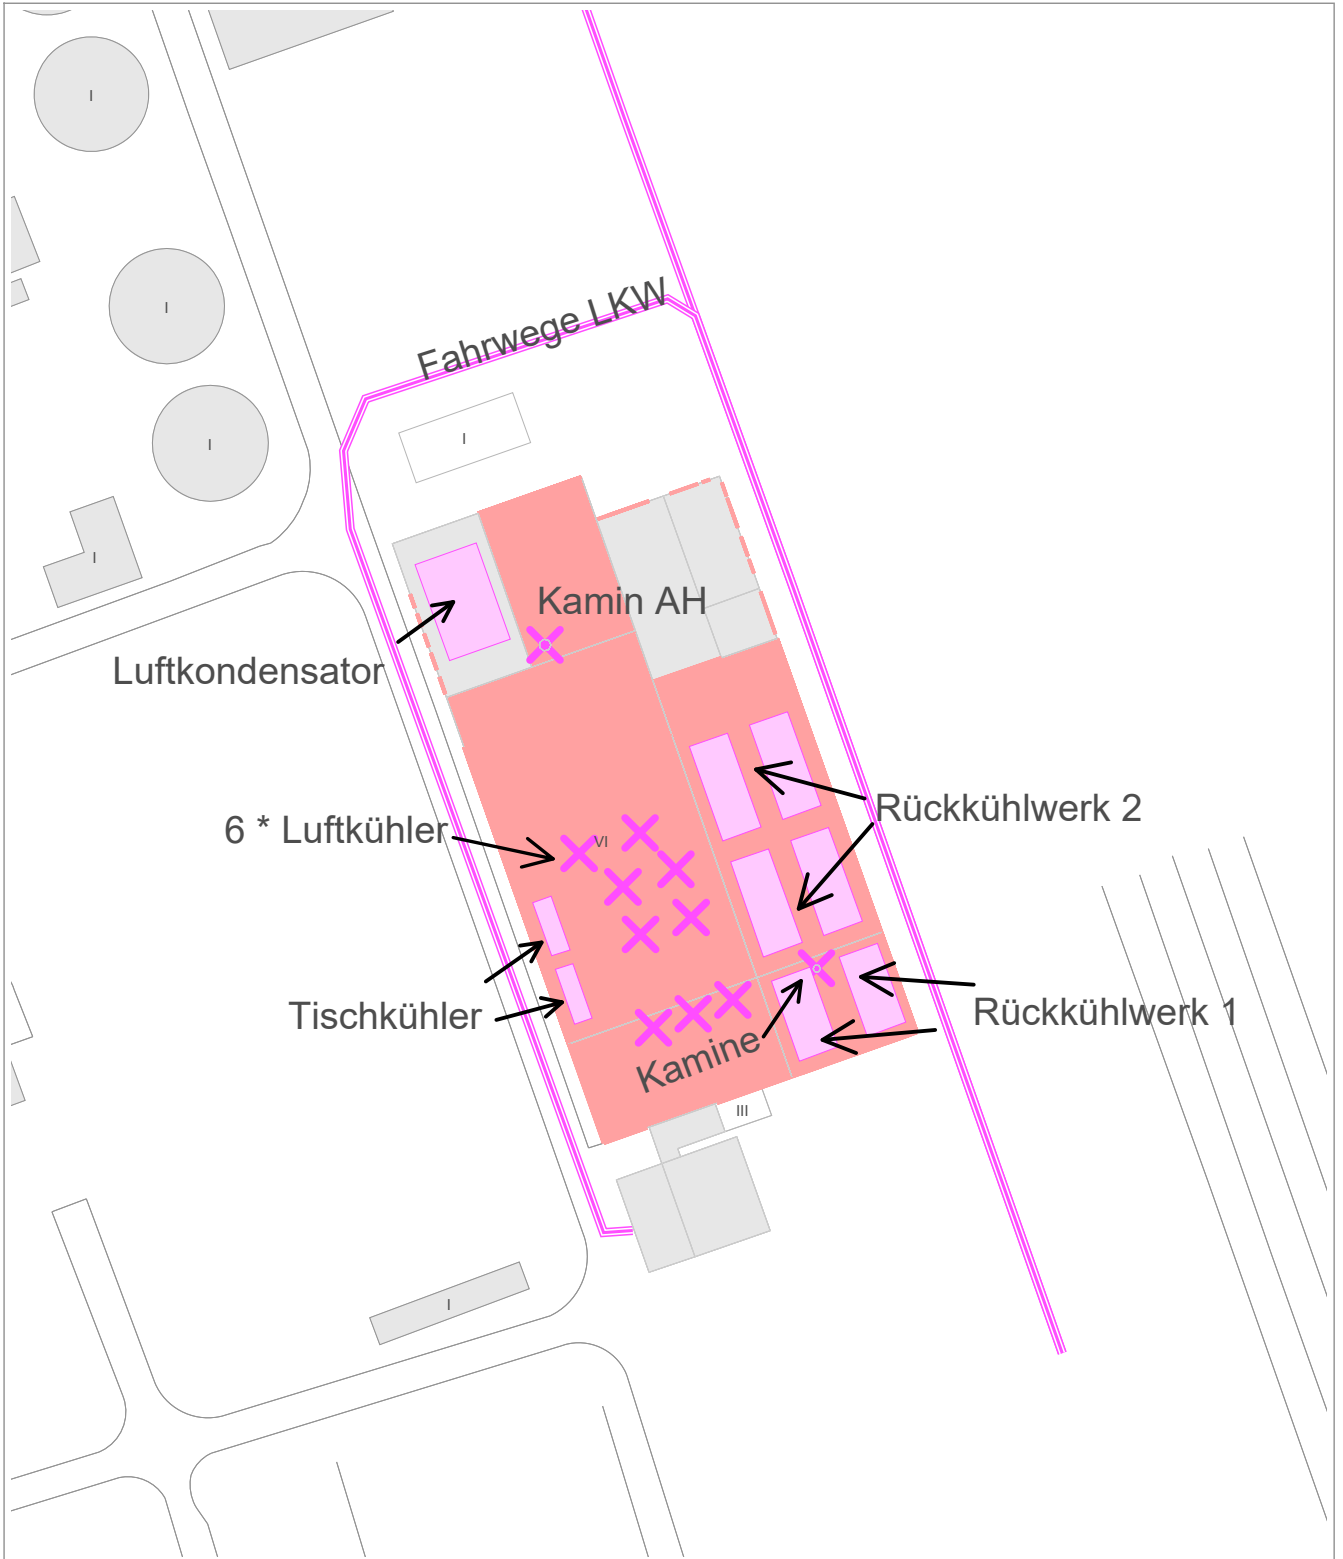 I
I
Fahrwege LKW
I
I
I
Kamin AH
Luftkondensator
Rückkühlwerk 2
6 * Luftkühler
VI
Tischkühler
Rückkühlwerk 1
Kamine
III
I